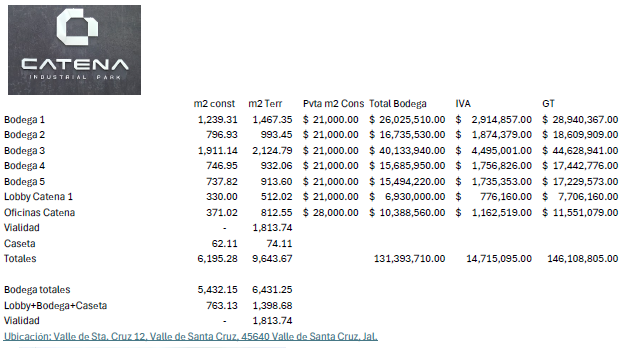 CATENA
INDUSTRIAL PARK
m2 const m2 Terr Pvta m2 Cons Total Bodega IVA GT
Bodega 1 1,239.31 1,467.35 $ 21,000.00 $ 26,025,510.00 $ 2,914,857.00 $ 28,940,367.00
Bodega 2 796.93 993.45 $ 21,000.00 $ 16,735,530.00 $ 1,874,379.00 $ 18,609,909.00
Bodega 3 1,911.14 2,124.79 $ 21,000.00 $ 40,133,940.00 $ 4,495,001.00 $ 44,628,941.00
Bodega 4 746.95 932.06 $ 21,000.00 $ 15,685,950.00 $ 1,756,826.00 $ 17,442,776.00
Bodega 5 737.82 913.60 $ 21,000.00 $ 15,494,220.00 $ 1,735,353.00 $ 17,229,573.00
Lobby Catena 1 330.00 512.02 $ 21,000.00 $ 6,930,000.00 $ 776,160.00 $ 7,706,160.00
Oficinas Catena 371.02 812.55 $ 28,000.00 $ 10,388,560.00 $ 1,162,519.00 $ 11,551,079.00
Vialidad - 1,813.74
Caseta 62.11 74.11
Totales 6,195.28 9,643.67 131,393,710.00 14,715,095.00 146,108,805.00
Bodega totales 5,432.15 6,431.25
Lobby+Bodega+Caseta 763.13 1,398.68
Vialidad - 1,813.74
Ubicación: Valle de Sta. Cruz 12, Valle de Santa Cruz, 45640 Valle de Santa Cruz, Jal.